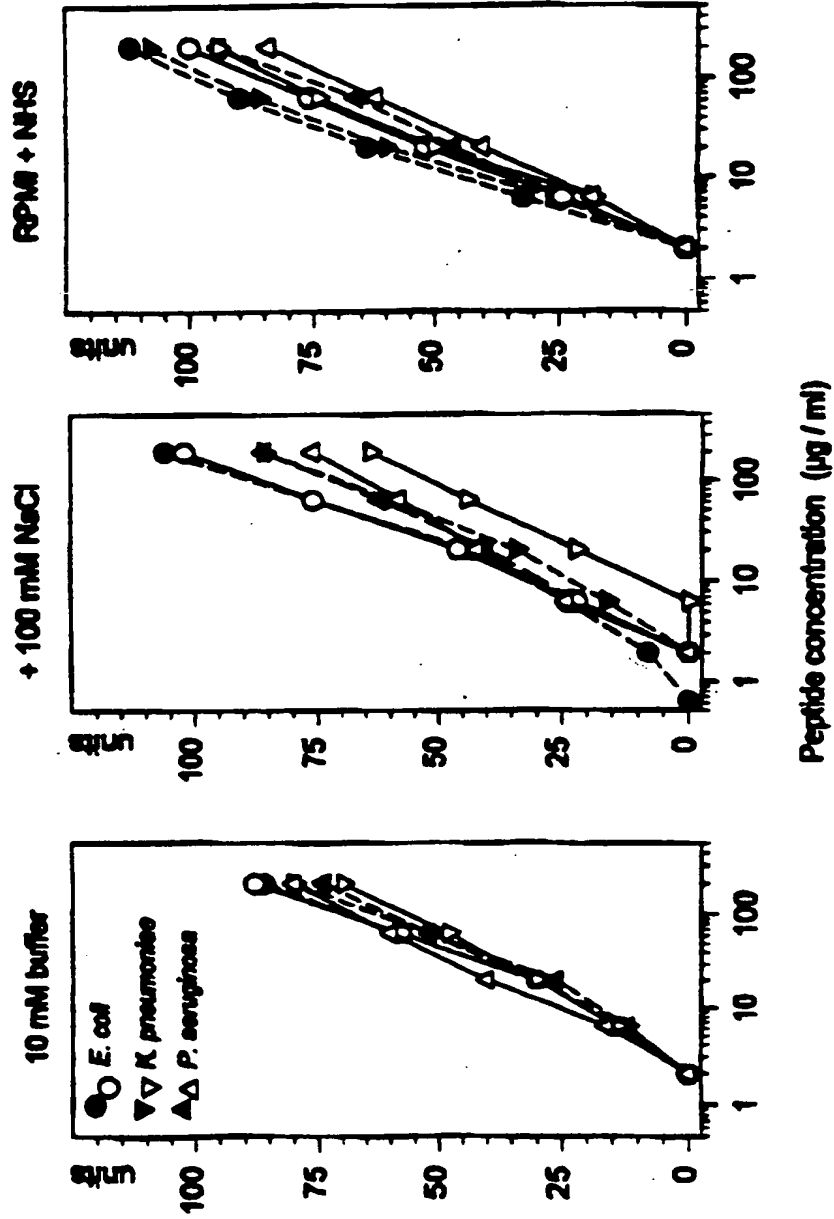 10 mM buffer
units
100
75
50
25
0
1
10
100
E. coli
K. pneumoniae
P. aeruginosa
+ 100 mM NaCl
units
100
75
50
25
0
1
10
100
RPMI + NHS
units
100
75
50
25
0
1
10
100
Peptide concentration (µg / ml)